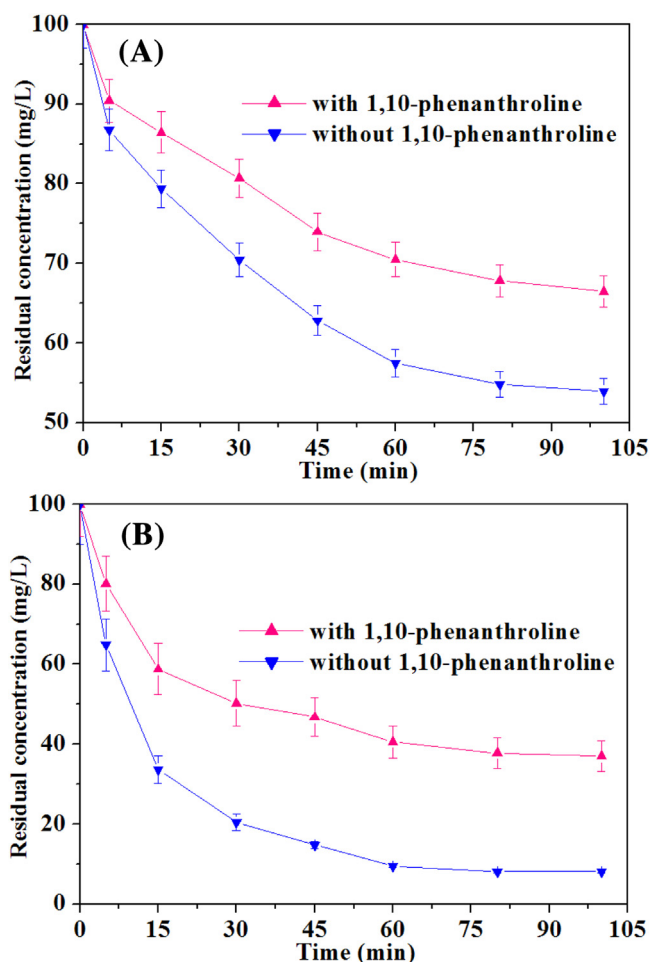 (A)
100
90
80
70
60
50
Residual concentration (mg/L)
with 1,10-phenanthroline
without 1,10-phenanthroline
0 15 30 45 60 75 90 105
Time (min)
(B)
100
80
60
40
20
0
Residual concentration (mg/L)
with 1,10-phenanthroline
without 1,10-phenanthroline
0 15 30 45 60 75 90 105
Time (min)